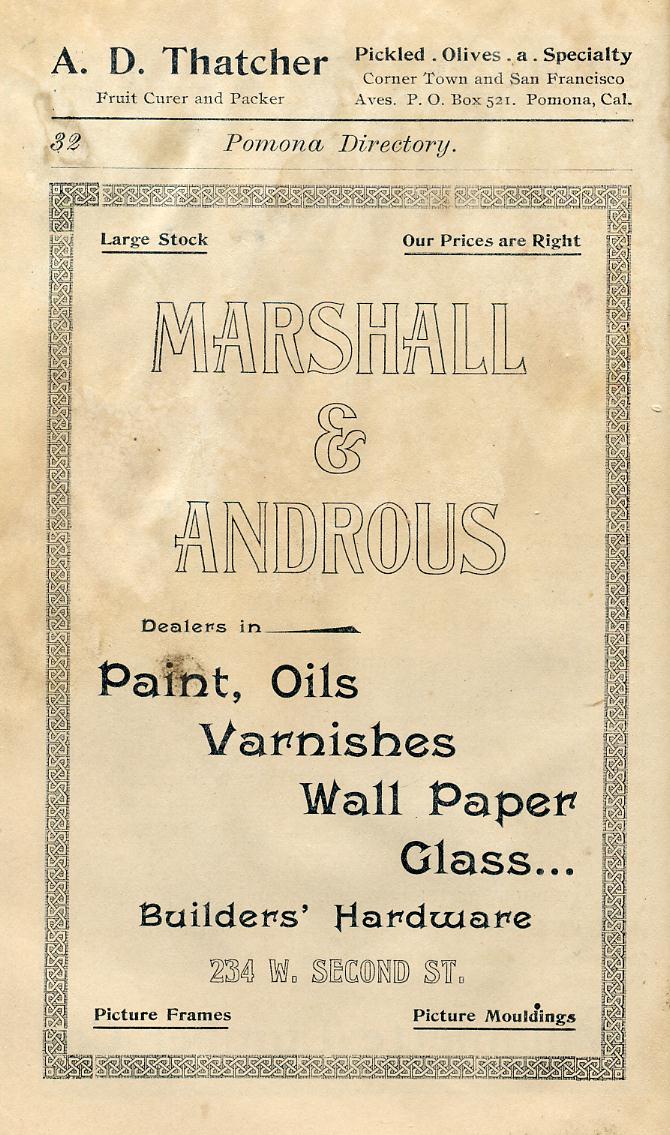 A. D. Thatcher
Fruit Curer and Packer
Pickled . Olives . a . Specialty
Corner Town and San Francisco
Aves. P. O. Box 521. Pomona, Cal.
32
Pomona Directory.
Large Stock
Our Prices are Right
MARSHALL
&
ANDROUS
Dealers in
Paint, Oils
Varnishes
Wall Paper
Glass...
Builders' Hardware
234 W. SECOND ST.
Picture Frames
Picture Mouldings